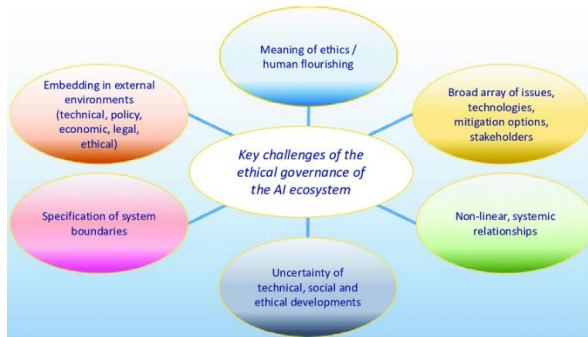 Meaning of ethics /
human flourishing
Embedding in external
environments
(technical, policy,
economic, legal,
ethical)
Broad array of issues,
technologies,
mitigation options,
stakeholders
Key challenges of the
ethical governance of
the AI ecosystem
Specification of system
boundaries
Non-linear, systemic
relationships
Uncertainty of
technical, social and
ethical developments